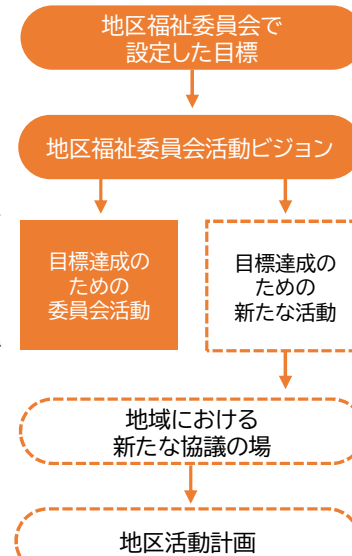 地区福祉委員会で
設定した目標
地区福祉委員会活動ビジョン
目標達成の
ための
委員会活動
目標達成の
ための
新たな活動
地域における
新たな協議の場
地区活動計画